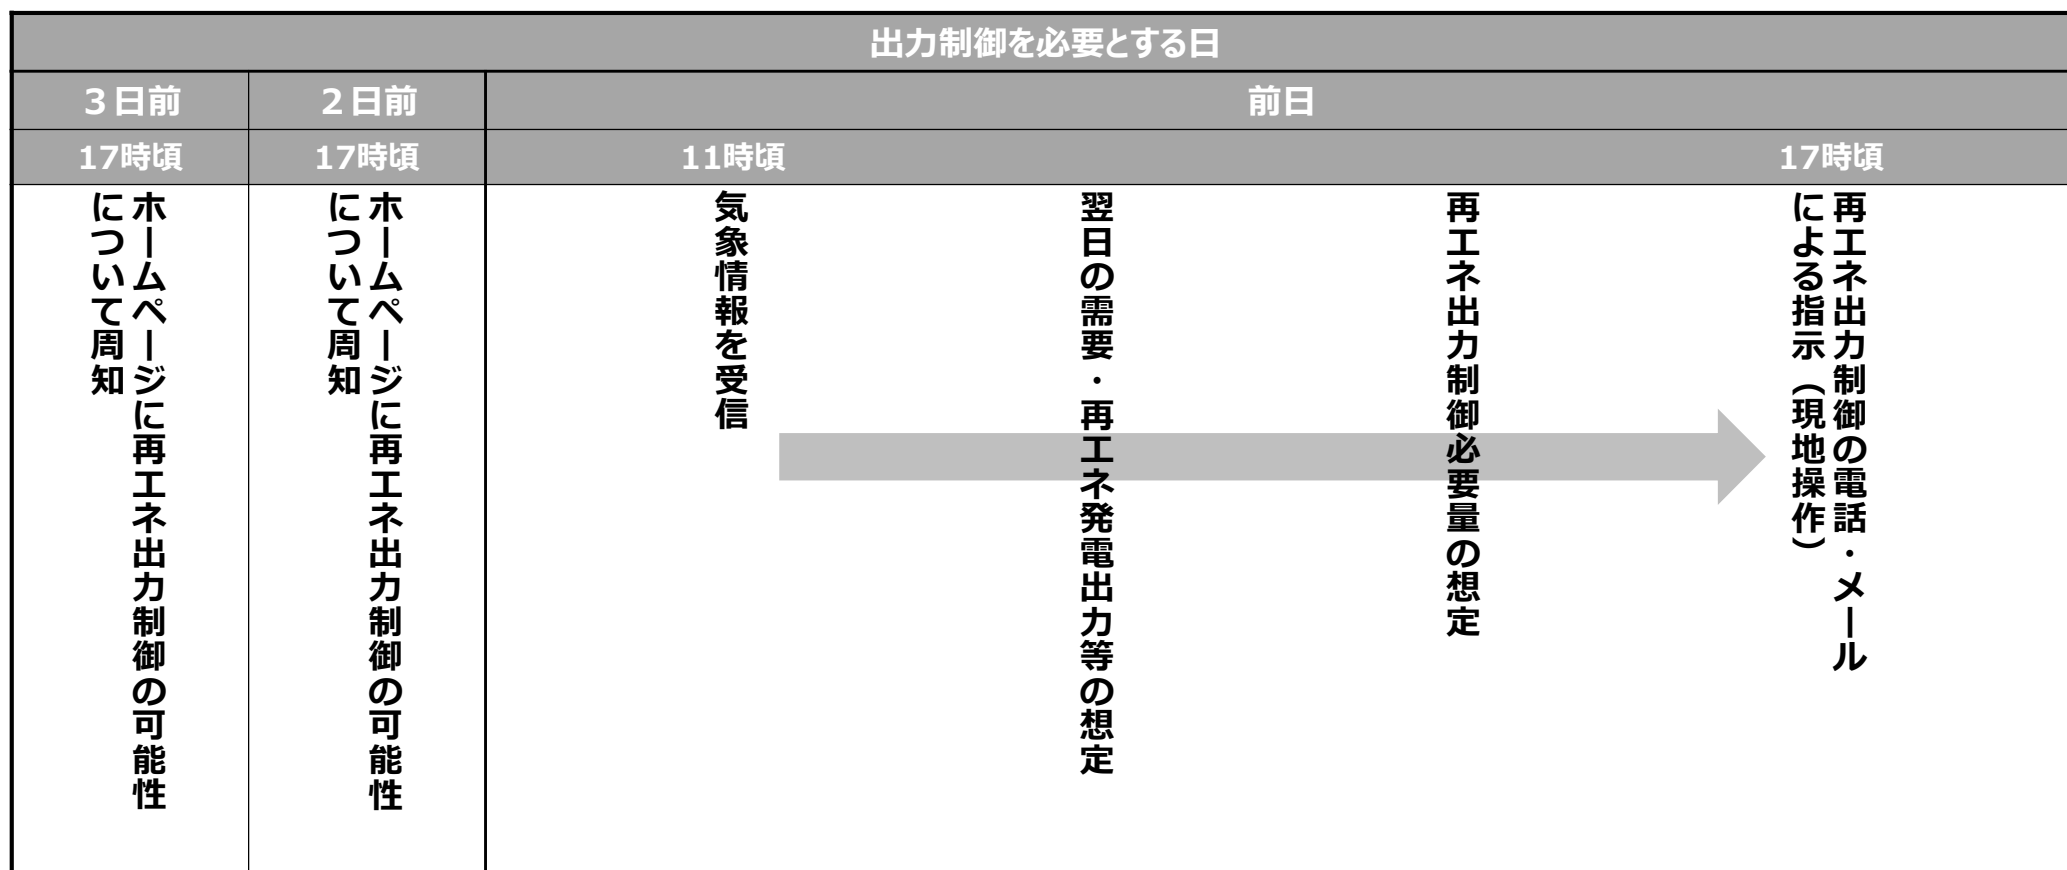 出力制御を必要とする日
３日前
２日前
前日
17時頃
17時頃
11時頃
17時頃
ホームページに再エネ出力制御の可能性
について周知
ホームページに再エネ出力制御の可能性
について周知
気象情報を受信
翌日の需要・再エネ発電出力等の想定
再エネ出力制御必要量の想定
再エネ出力制御の電話・メール
による指示（現地操作）